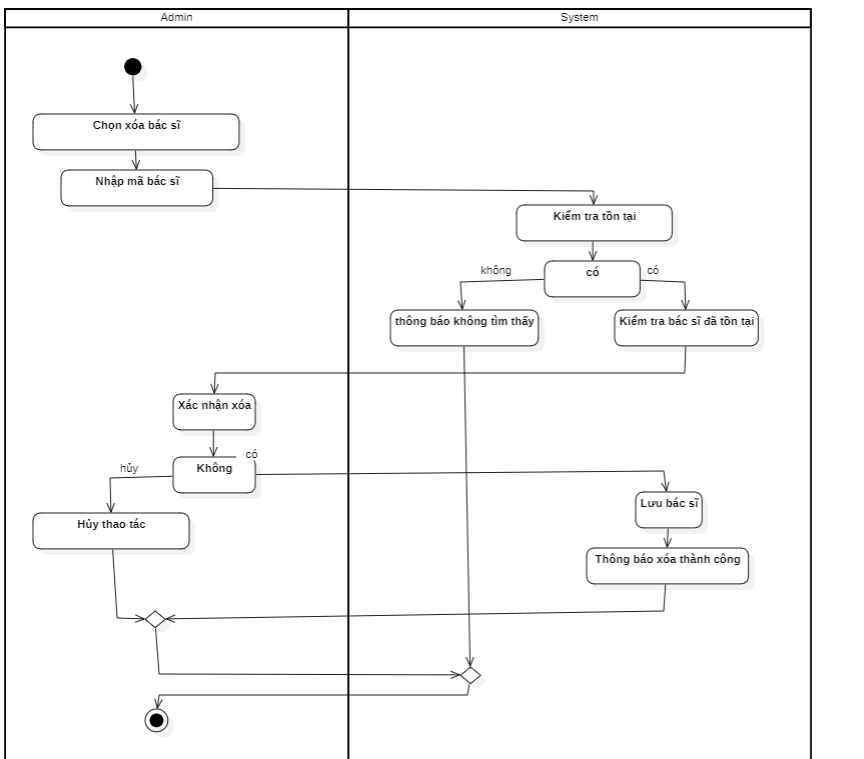 Admin
System
Chọn xóa bác sĩ
Nhập mã bác sĩ
Kiểm tra tồn tại
không
có
có
thông báo không tìm thấy
Kiểm tra bác sĩ đã tồn tại
Xác nhận xóa
có
hủy
Không
Lưu bác sĩ
Hủy thao tác
Thông báo xóa thành công